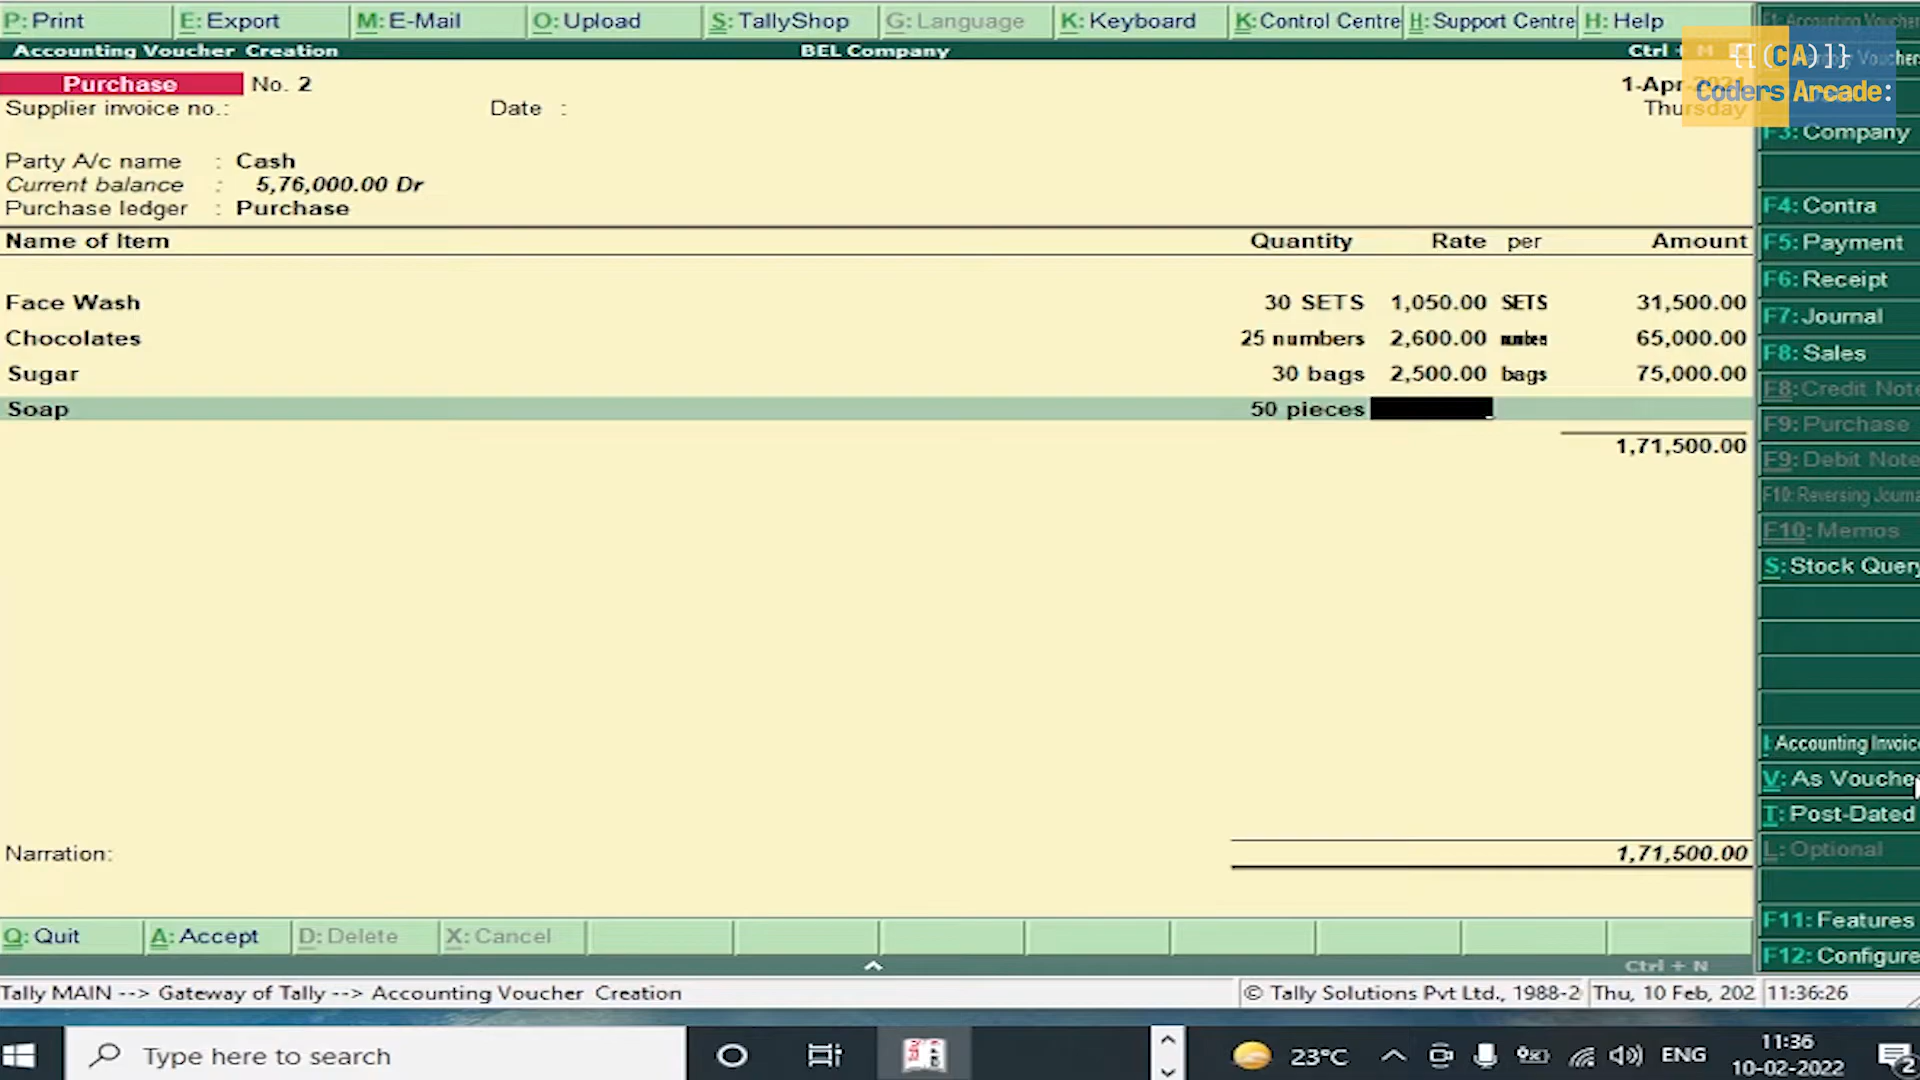 P: Print E: Export M: E-Mail O: Upload S: TallyShop G: Language K: Keyboard K: Control Centre H: Support Centre H: Help
Accounting Voucher Creation BEL Company Ctrl + M
{[(CA)]}
Coders Arcade:
Purchase No. 2 1-Apr-2021
Supplier invoice no.: Date : Thursday
Party A/c name : Cash
Current balance : 5,76,000.00 Dr
Purchase ledger : Purchase
Name of Item Quantity Rate per Amount
Face Wash 30 SETS 1,050.00 SETS 31,500.00
Chocolates 25 numbers 2,600.00 65,000.00
Sugar 30 bags 2,500.00 bags 75,000.00
Soap 50 pieces
1,71,500.00
Narration: 1,71,500.00
F3: Company
F4: Contra
F5: Payment
F6: Receipt
F7: Journal
F8: Sales
F8: Credit Note
F9: Purchase
F9: Debit Note
F10: Reversing Journa
F10: Memos
S: Stock Query
I: Accounting Invoice
V: As Vouche
T: Post-Dated
L: Optional
F11: Features
F12: Configure
Q: Quit A: Accept D: Delete X: Cancel
Ctrl + N
Tally MAIN --> Gateway of Tally --> Accounting Voucher Creation © Tally Solutions Pvt Ltd., 1988-2 Thu, 10 Feb, 202 11:36:26
Type here to search 23°C ENG 11:36
10-02-2022 2